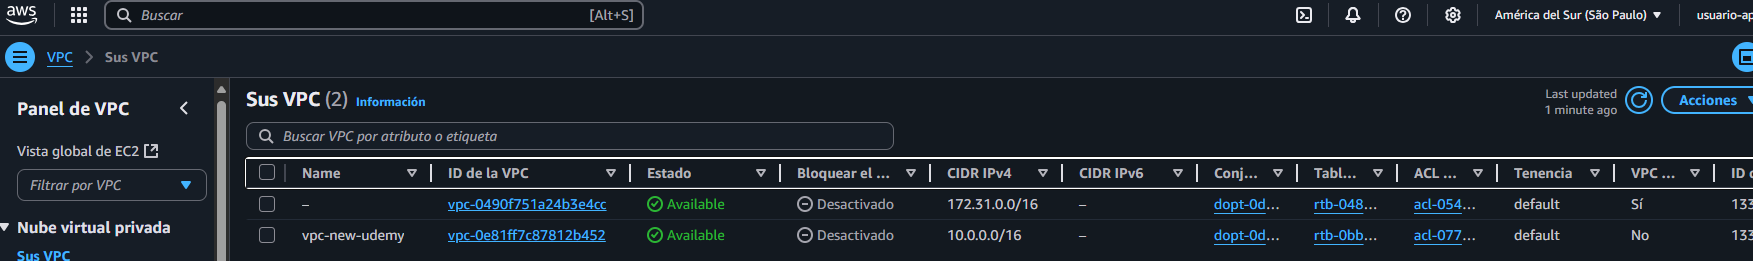 aws
Buscar [Alt+S] América del Sur (São Paulo) usuario-ap
VPC > Sus VPC
Panel de VPC
Vista global de EC2
Filtrar por VPC
Nube virtual privada
Sus VPC
Sus VPC (2) Información
Last updated
1 minute ago
Acciones
Buscar VPC por atributo o etiqueta
Name ID de la VPC Estado Bloquear el ... CIDR IPv4 CIDR IPv6 Conj... Tabl... ACL ... Tenencia VPC ... ID
– vpc-0490f751a24b3e4cc Available Desactivado 172.31.0.0/16 – dopt-0d... rtb-048... acl-054... default Sí 133
vpc-new-udemy vpc-0e81ff7c87812b452 Available Desactivado 10.0.0.0/16 – dopt-0d... rtb-0bb... acl-077... default No 133